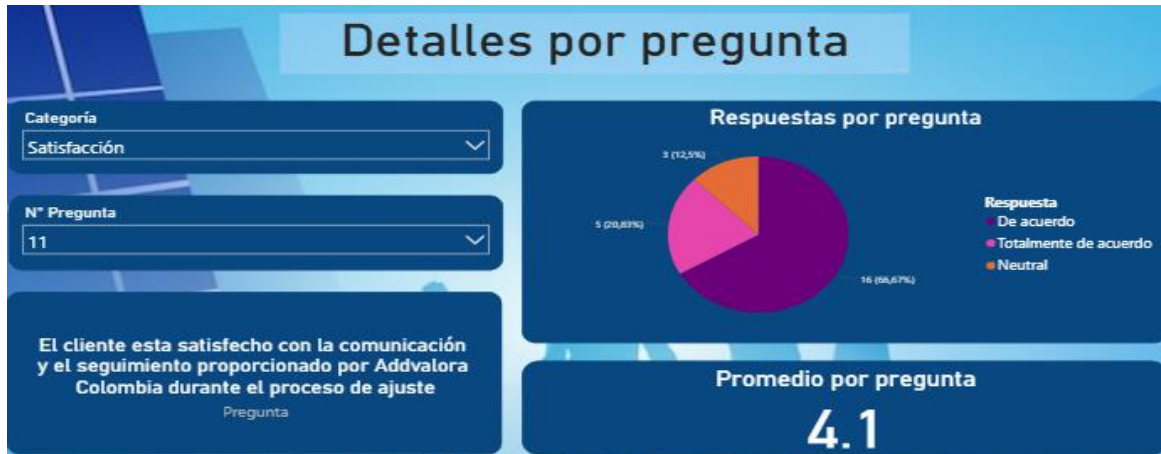 Detalles por pregunta
Categoría
Satisfacción
N° Pregunta
11
El cliente esta satisfecho con la comunicación
y el seguimiento proporcionado por Addvalora
Colombia durante el proceso de ajuste
Pregunta
Respuestas por pregunta
3 (12,5%)
5 (20,83%)
16 (66,67%)
Respuesta
De acuerdo
Totalmente de acuerdo
Neutral
Promedio por pregunta
4.1